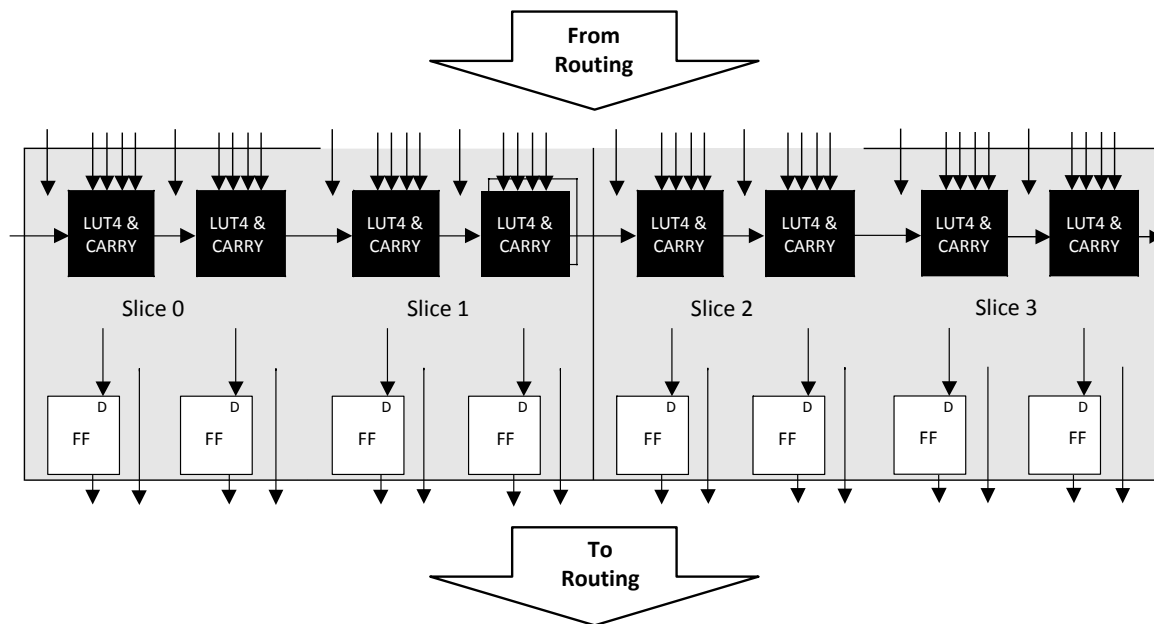 From
Routing
LUT4 &
CARRY
LUT4 &
CARRY
LUT4 &
CARRY
LUT4 &
CARRY
LUT4 &
CARRY
LUT4 &
CARRY
LUT4 &
CARRY
LUT4 &
CARRY
Slice 0
Slice 1
Slice 2
Slice 3
D
FF
D
FF
D
FF
D
FF
D
FF
D
FF
D
FF
D
FF
To
Routing